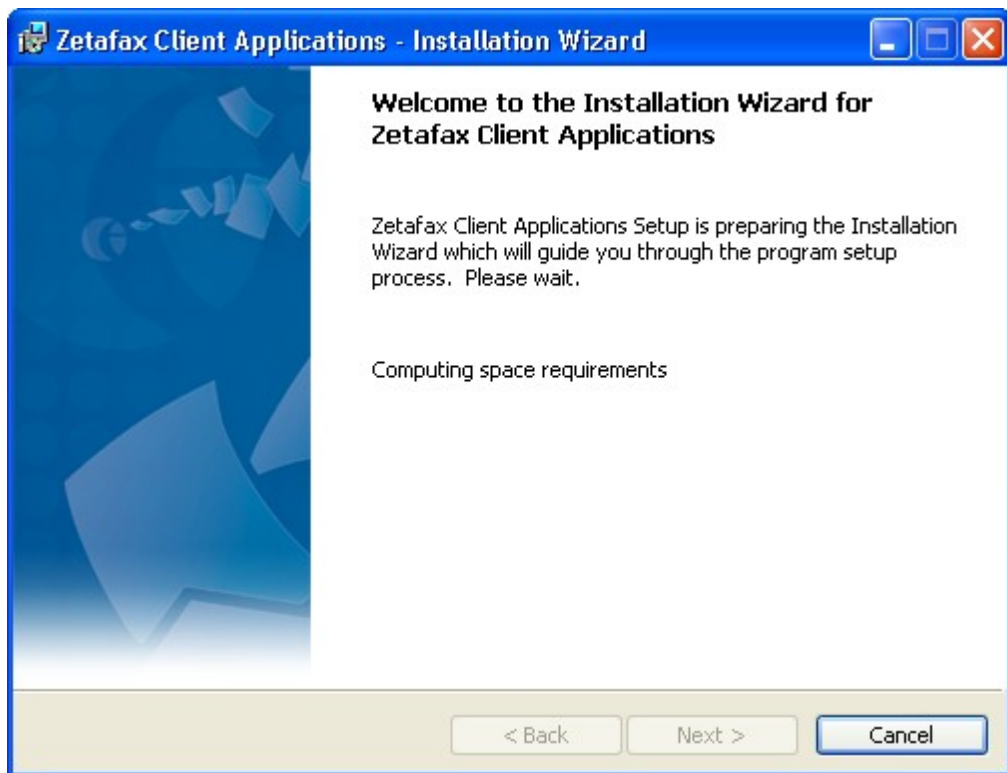 Zetafax Client Applications - Installation Wizard
Welcome to the Installation Wizard for
Zetafax Client Applications
Zetafax Client Applications Setup is preparing the Installation
Wizard which will guide you through the program setup
process.  Please wait.
Computing space requirements
< Back
Next >
Cancel